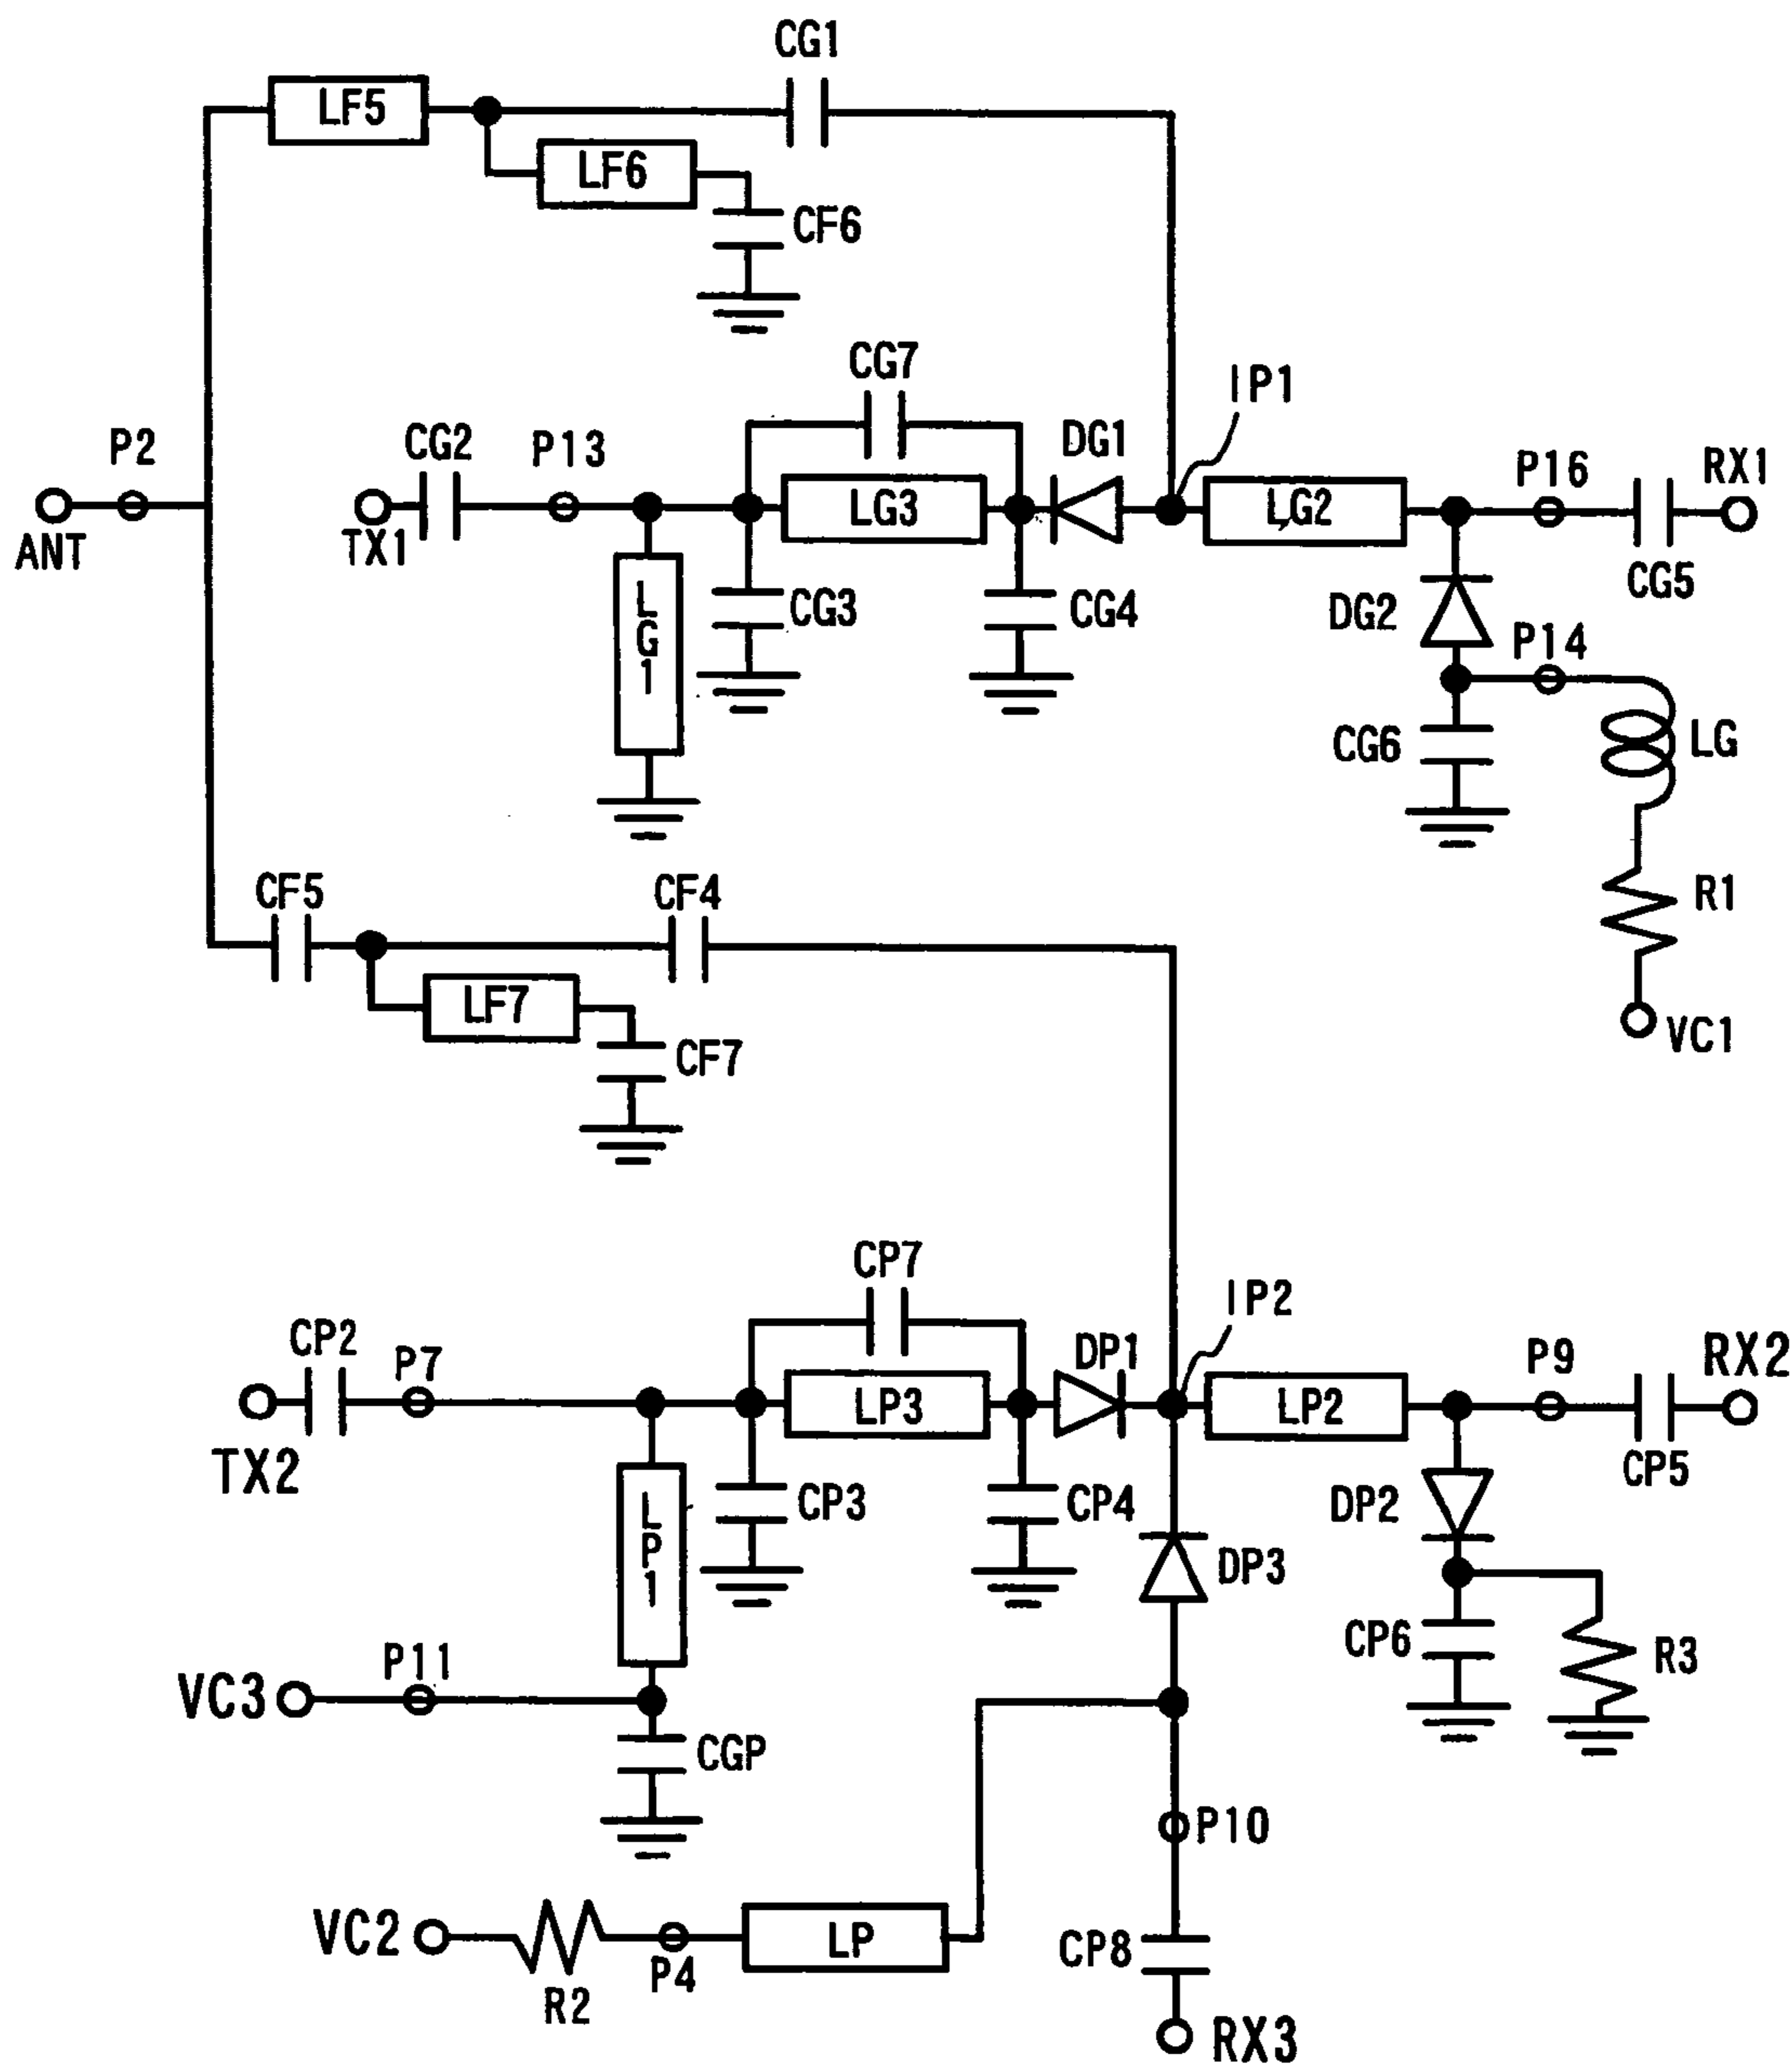 CG1
LF5
LF6
CF6
CG7
IP1
DG1
P2
CG2
P13
P16
RX1
LG3
LG2
ANT
TX1
LG1
CG3
CG4
CG5
DG2
P14
CG6
LG
R1
VC1
CF5
CF4
LF7
CF7
CP7
IP2
CP2
P7
DP1
P9
RX2
LP3
LP2
TX2
LP1
CP3
CP4
DP2
CP5
DP3
CP6
R3
P11
VC3
CGP
P10
VC2
LP
P4
R2
CP8
RX3